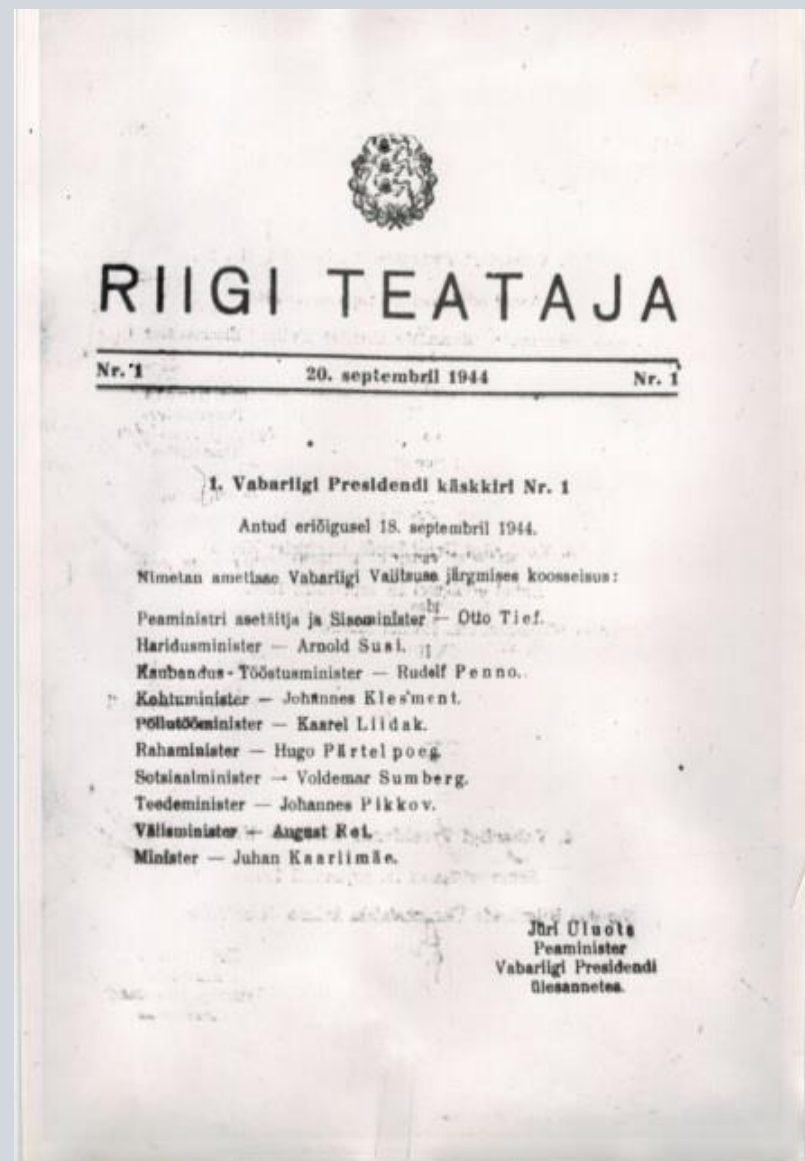 RIIGI TEATAJA
Nr. 1 20. septembril 1944 Nr. 1
1. Vabariigi Presidendi käskkiri Nr. 1
Antud eriõigusel 18. septembril 1944.
Nimetan ametisse Vabariigi Valitsuse järgmises koosseisus:
Peaministri asetäitja ja Siseminister — Otto Tief.
Haridusminister — Arnold Susi.
Kaubandus-Tööstusminister — Rudolf Penno.
Kohtuminister — Johannes Klesment.
Põllutööminister — Kaarel Liidak.
Rahaminister — Hugo Pärtelpoeg.
Sotsiaalminister — Voldemar Sumberg.
Teedeminister — Johannes Pikkov.
Välisminister — August Rei.
Minister — Juhan Kaarlimäe.
Jüri Uluots
Peaminister
Vabariigi Presidendi
ülesannetes.